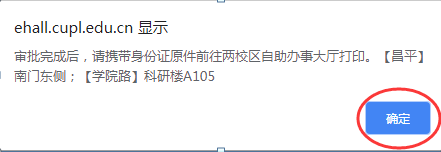 ehall.cupl.edu.cn 显示
审批完成后，请携带身份证原件前往两校区自助办事大厅打印。【昌平】
南门东侧；【学院路】科研楼A105
确定